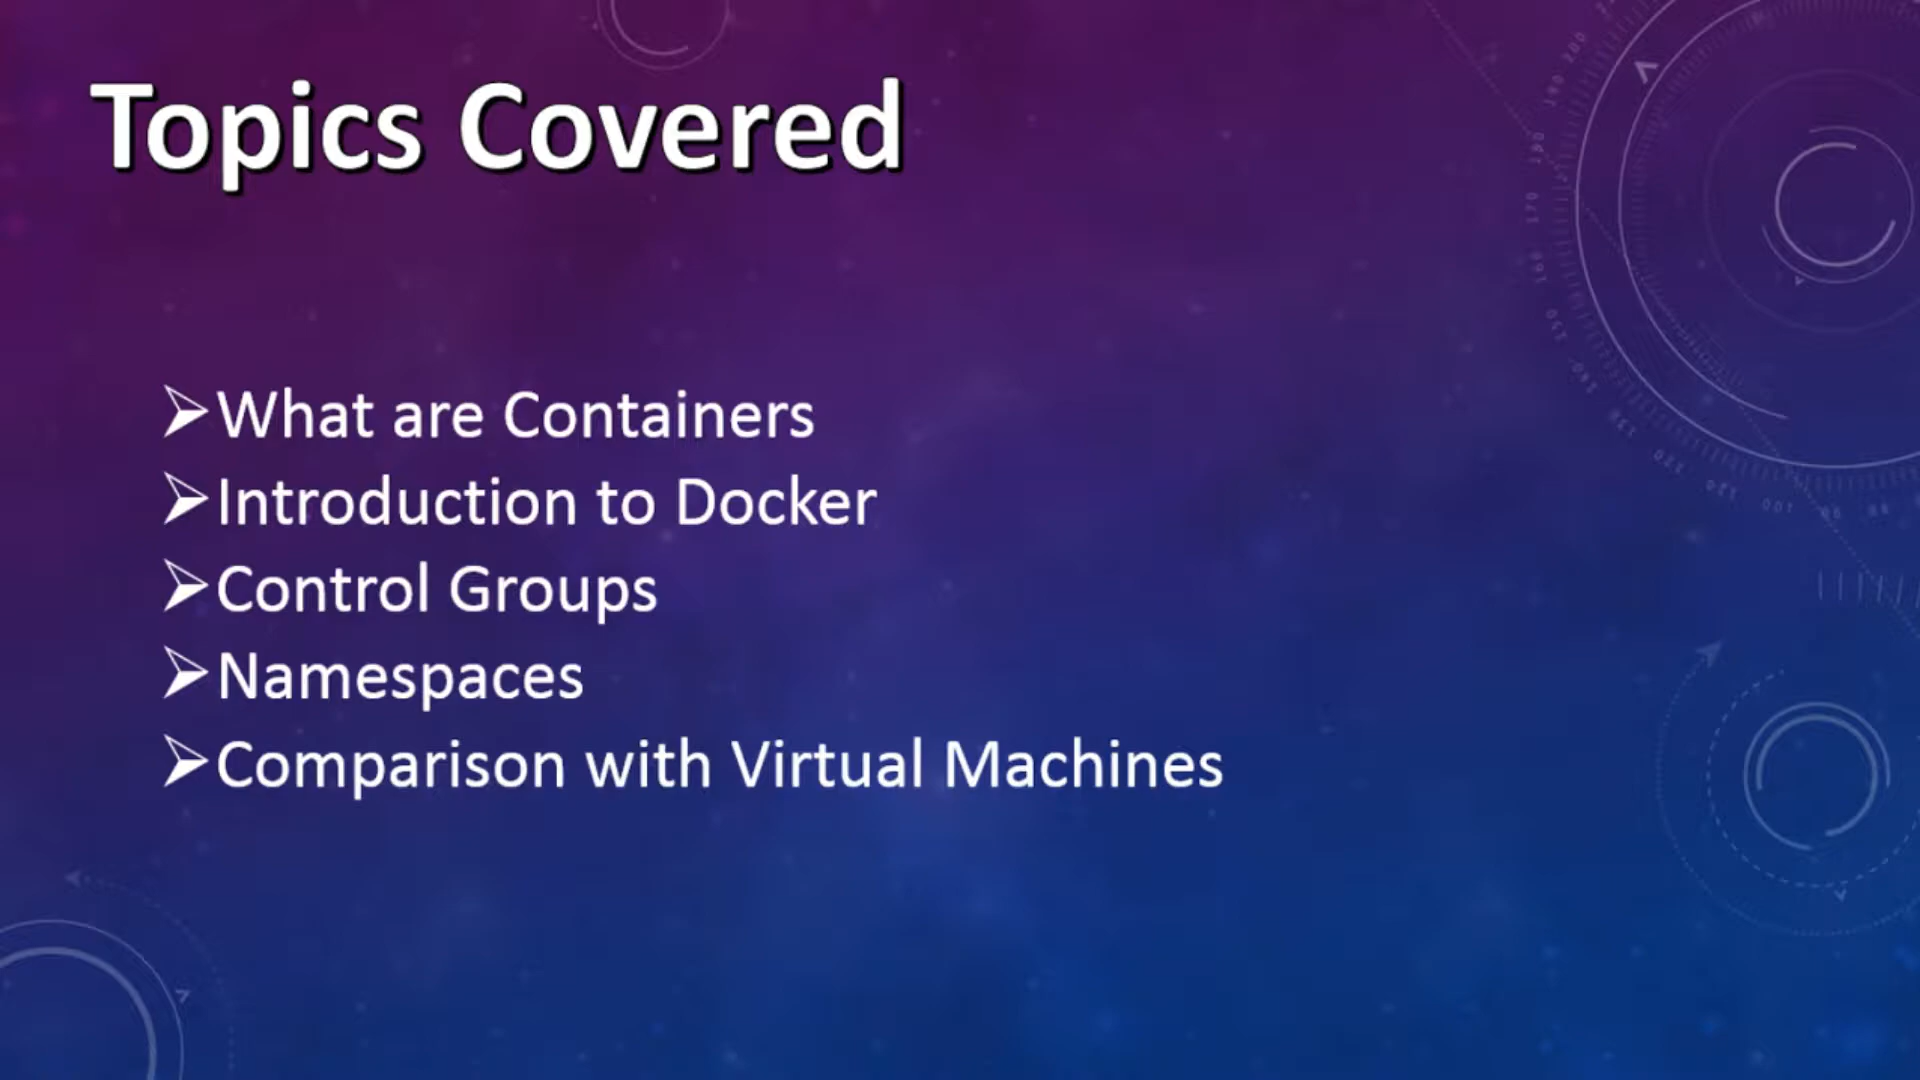 Topics Covered
➢What are Containers
➢Introduction to Docker
➢Control Groups
➢Namespaces
➢Comparison with Virtual Machines